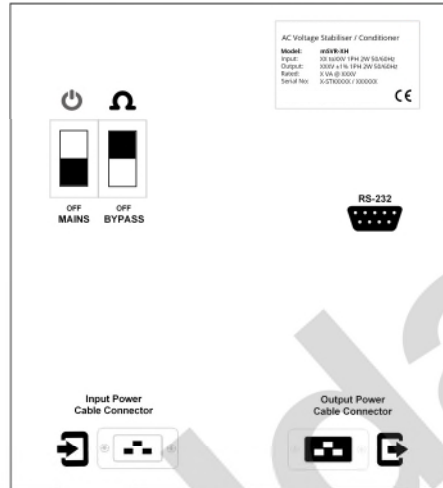 AC Voltage Stabiliser / Conditioner
Model: mSVR-XH
Input: XX toXXV 1PH 2W 50/60Hz
Output: XXXV ±1% 1PH 2W 50/60Hz
Rated: X VA @ XXXV
Serial No: X-STXXXXX / XXXXXX
CE
Ω
OFF OFF
MAINS BYPASS
RS-232
Input Power
Cable Connector
Output Power
Cable Connector